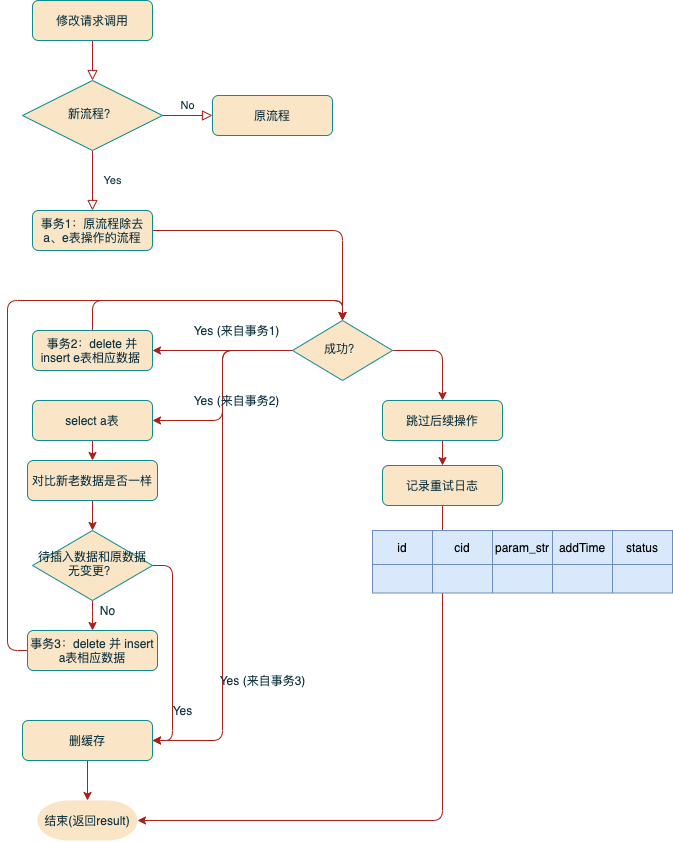 修改请求调用
新流程?
No
原流程
Yes
事务1：原流程除去
a、e表操作的流程
Yes (来自事务1)
事务2：delete 并
insert e表相应数据
成功?
Yes (来自事务2)
select a表
跳过后续操作
对比新老数据是否一样
记录重试日志
待插入数据和原数据
无变更?
id cid param_str addTime status
No
事务3：delete 并 insert
a表相应数据
Yes (来自事务3)
Yes
删缓存
结束(返回result)